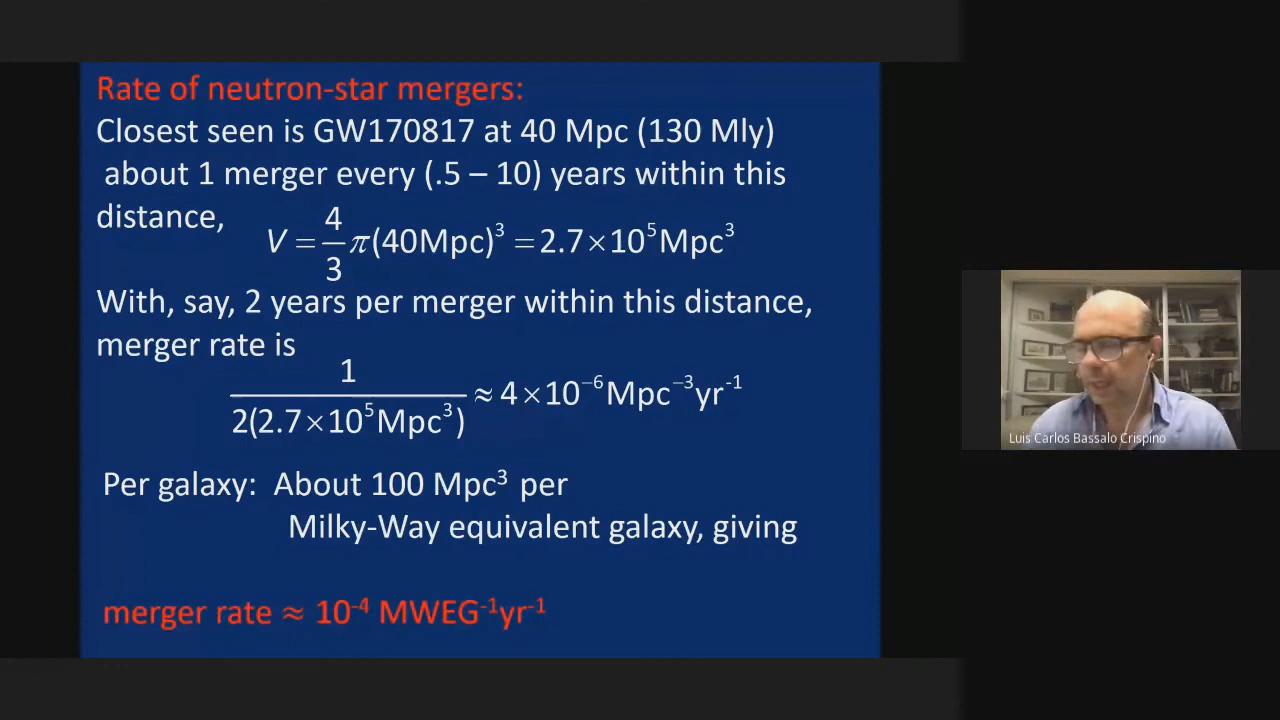 Rate of neutron-star mergers:
Closest seen is GW170817 at 40 Mpc (130 Mly)
about 1 merger every (.5 – 10) years within this
distance,
V = 4/3 π(40Mpc)³ = 2.7×10⁵Mpc³
With, say, 2 years per merger within this distance,
merger rate is
1/2(2.7×10⁵Mpc³) ≈ 4×10⁻⁶Mpc⁻³yr⁻¹
Per galaxy: About 100 Mpc³ per
Milky-Way equivalent galaxy, giving
merger rate ≈ 10⁻⁴ MWEG⁻¹yr⁻¹
Luis Carlos Bassalo Crispino